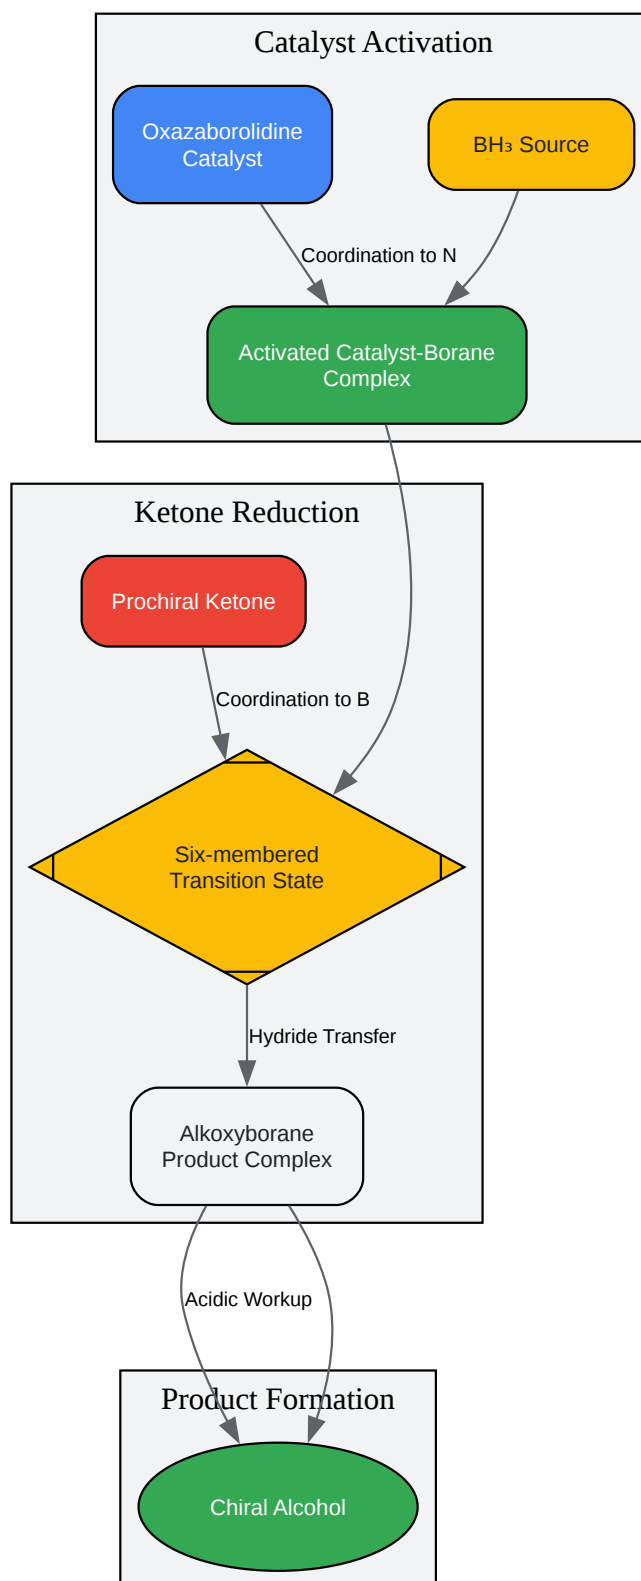 Catalyst Activation
Oxazaborolidine
Catalyst
BH₃ Source
Coordination to N
Activated Catalyst-Borane
Complex
Ketone Reduction
Prochiral Ketone
Coordination to B
Six-membered
Transition State
Hydride Transfer
Alkoxyborane
Product Complex
Acidic Workup
Product Formation
Chiral Alcohol